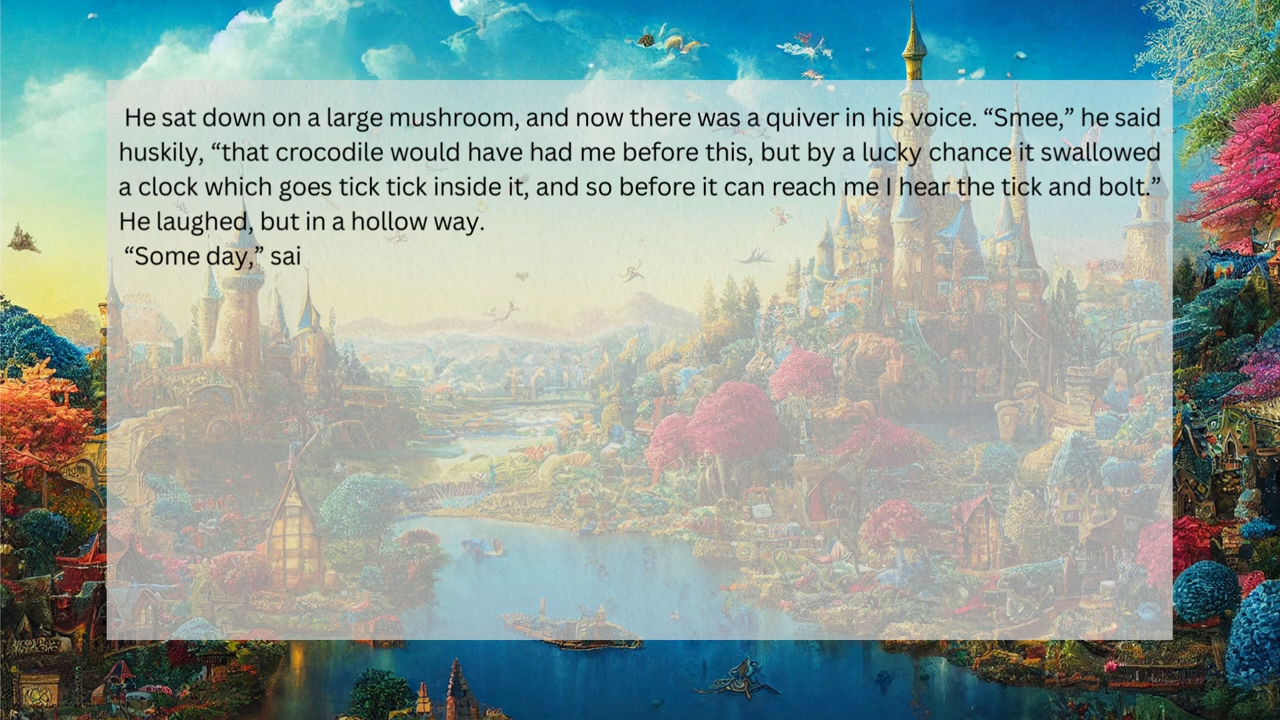 He sat down on a large mushroom, and now there was a quiver in his voice. “Smee,” he said
huskily, “that crocodile would have had me before this, but by a lucky chance it swallowed
a clock which goes tick tick inside it, and so before it can reach me I hear the tick and bolt.”
He laughed, but in a hollow way.
“Some day,” sai